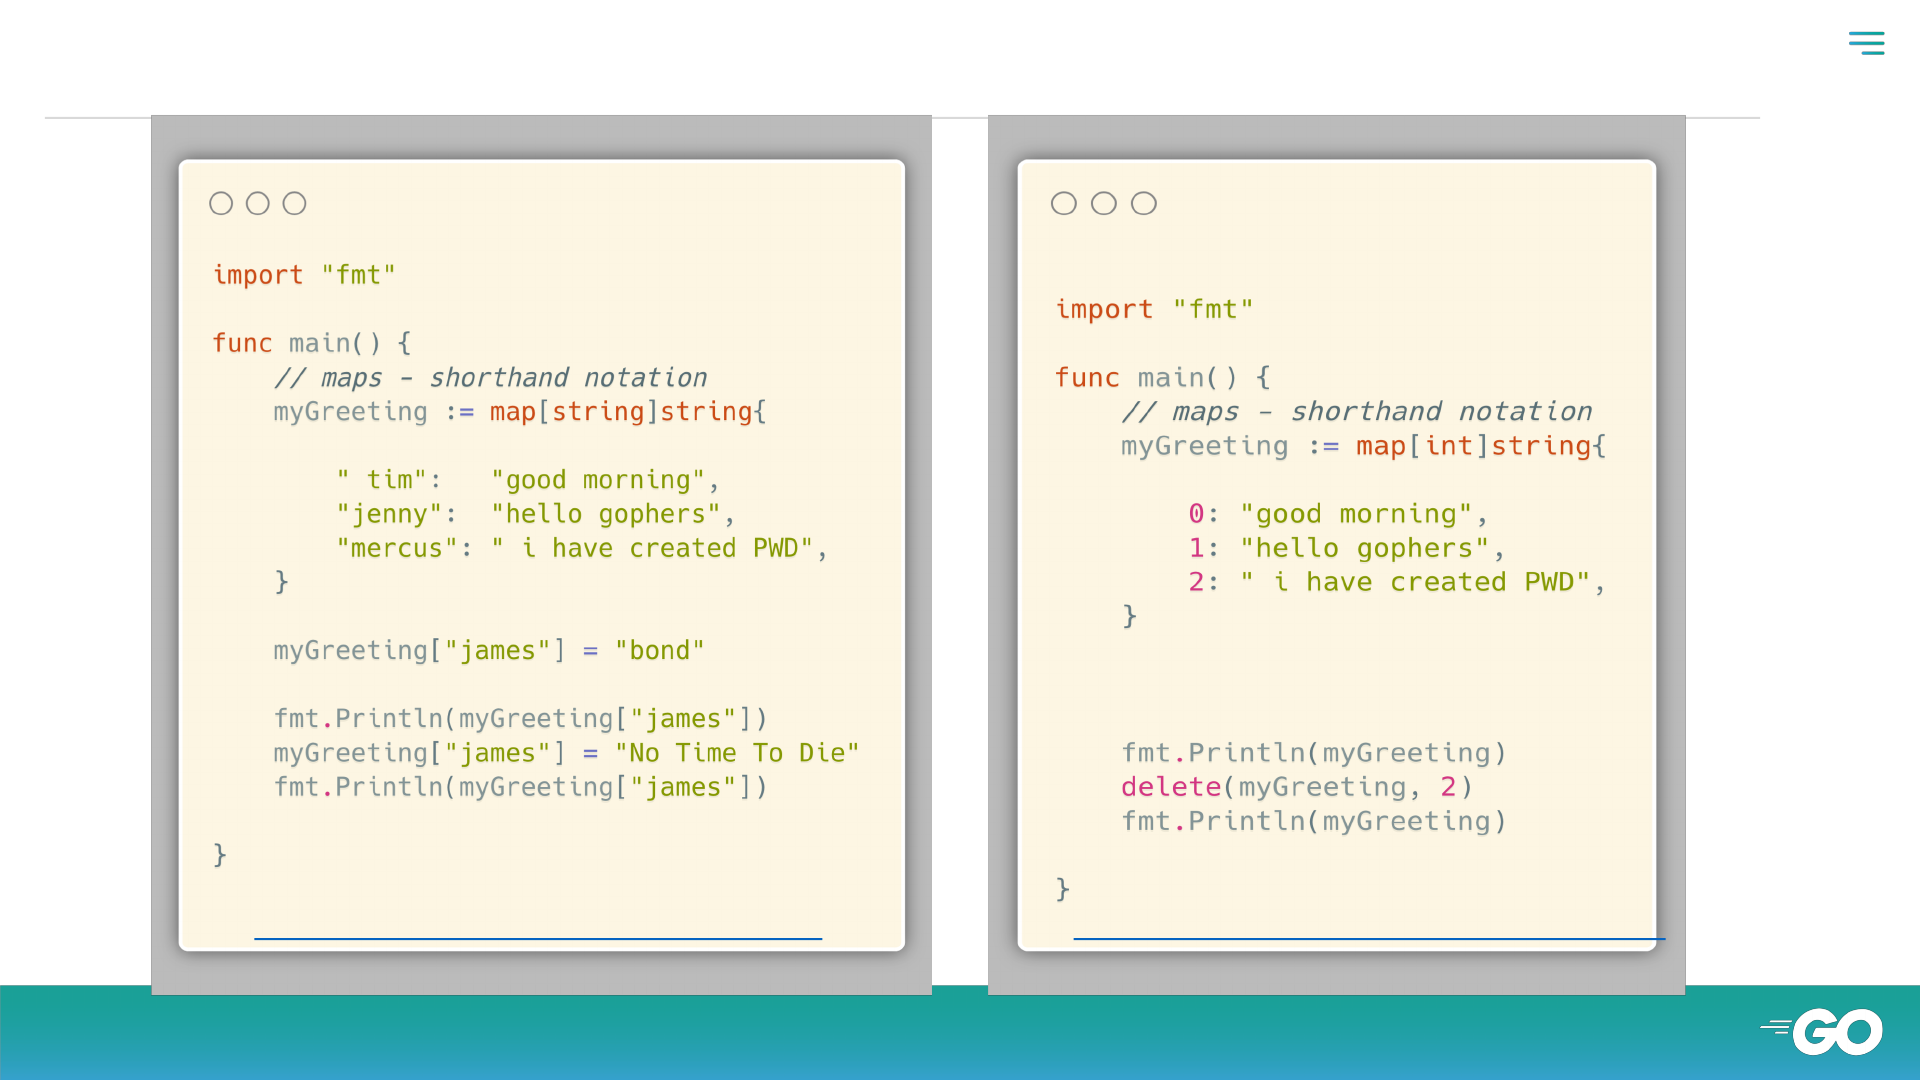 import "fmt"
func main() {
// maps – shorthand notation
myGreeting := map[string]string{
" tim":   "good morning",
"jenny":  "hello gophers",
"mercus": " i have created PWD",
}
myGreeting["james"] = "bond"
fmt.Println(myGreeting["james"])
myGreeting["james"] = "No Time To Die"
fmt.Println(myGreeting["james"])
}
import "fmt"
func main() {
// maps – shorthand notation
myGreeting := map[int]string{
0: "good morning",
1: "hello gophers",
2: " i have created PWD",
}
fmt.Println(myGreeting)
delete(myGreeting, 2)
fmt.Println(myGreeting)
}
GO